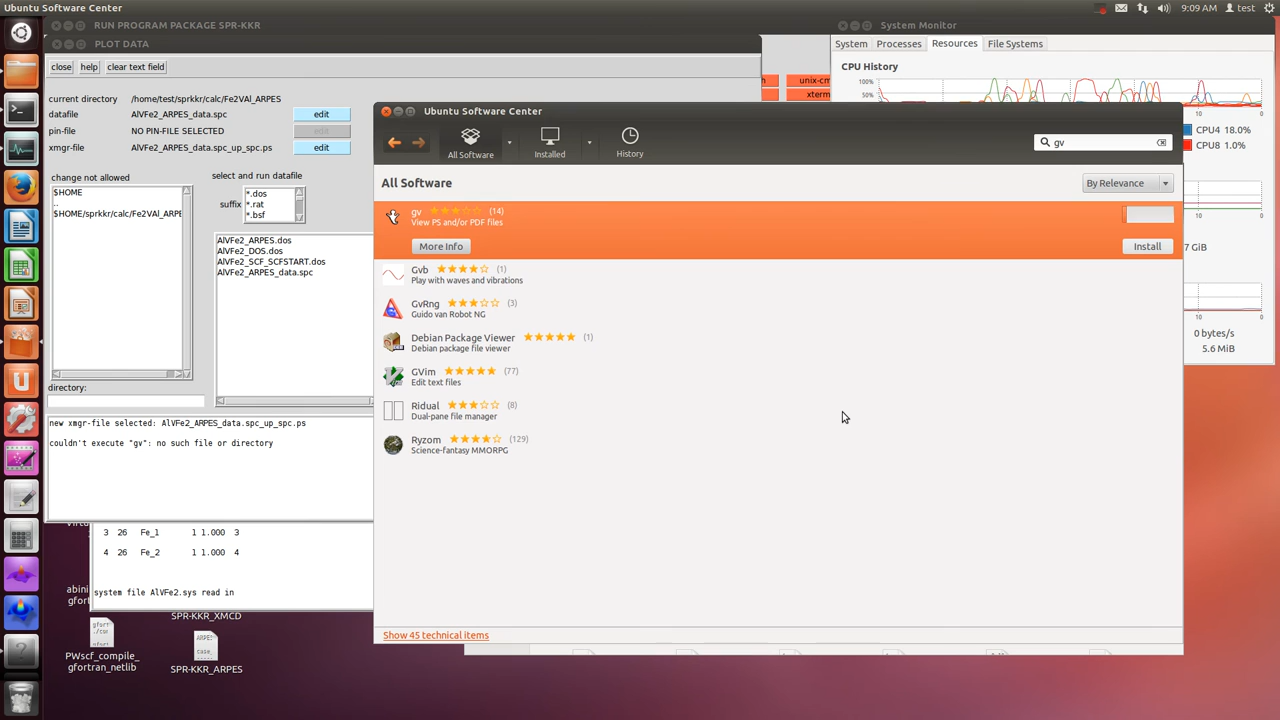 Ubuntu Software Center
9:09 AM
test
RUN PROGRAM PACKAGE SPR-KKR
PLOT DATA
close
help
clear text field
current directory
/home/test/sprkkr/calc/Fe2VAl_ARPES
datafile
AlVFe2_ARPES_data.spc
edit
pin-file
NO PIN-FILE SELECTED
edit
xmgr-file
AlVFe2_ARPES_data.spc_up_spc.ps
edit
change not allowed
select and run datafile
$HOME
..
$HOME/sprkkr/calc/Fe2VAl_ARPE
suffix
*.dos
*.rat
*.bsf
AlVFe2_ARPES.dos
AlVFe2_DOS.dos
AlVFe2_SCF_SCFSTART.dos
AlVFe2_ARPES_data.spc
directory:
new xmgr-file selected: AlVFe2_ARPES_data.spc_up_spc.ps
couldn't execute "gv": no such file or directory
3 26 Fe_1 1 1.000 3
4 26 Fe_2 1 1.000 4
system file AlVFe2.sys read in
abini
gfort
SPR-KKR_XMCD
PWscf_compile_
gfortran_netlib
SPR-KKR_ARPES
unix-cm
xterm
System Monitor
System
Processes
Resources
File Systems
CPU History
100%
50%
CPU4 18.0%
CPU8 1.0%
10
0
7 GiB
10
0
0 bytes/s
5.6 MiB
Ubuntu Software Center
All Software
Installed
History
gv
All Software
By Relevance
gv
(14)
View PS and/or PDF files
More Info
Install
Gvb
(1)
Play with waves and vibrations
GvRng
(3)
Guido van Robot NG
Debian Package Viewer
(1)
Debian package file viewer
GVim
(77)
Edit text files
Ridual
(8)
Dual-pane file manager
Ryzom
(129)
Science-fantasy MMORPG
Show 45 technical items